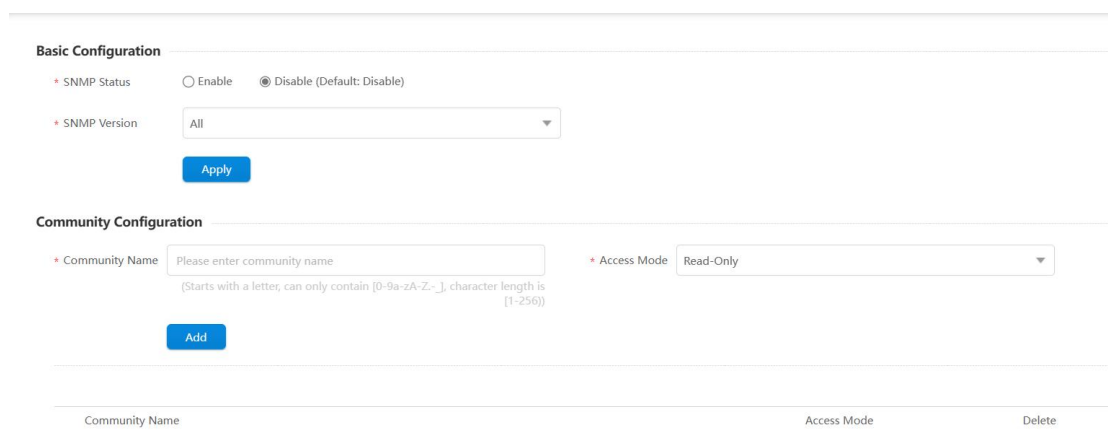 Basic Configuration
* SNMP Status Enable Disable (Default: Disable)
* SNMP Version All
Apply
Community Configuration
* Community Name Please enter community name * Access Mode Read-Only
(Starts with a letter, can only contain [0-9a-zA-Z.-_], character length is
[1-256))
Add
Community Name Access Mode Delete